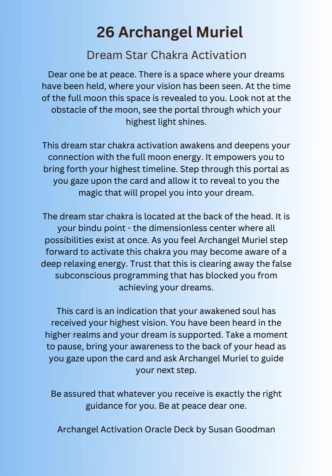 26 Archangel Muriel
Dream Star Chakra Activation
Dear one be at peace. There is a space where your dreams
have been held, where your vision has been seen. At the time
of the full moon this space is revealed to you. Look not at the
obstacle of the moon, see the portal through which your
highest light shines.
This dream star chakra activation awakens and deepens your
connection with the full moon energy. It empowers you to
bring forth your highest timeline. Step through this portal as
you gaze upon the card and allow it to reveal to you the
magic that will propel you into your dream.
The dream star chakra is located at the back of the head. It is
your bindu point - the dimensionless center where all
possibilities exist at once. As you feel Archangel Muriel step
forward to activate this chakra you may become aware of a
deep relaxing energy. Trust that this is clearing away the false
subconscious programming that has blocked you from
achieving your dreams.
This card is an indication that your awakened soul has
received your highest vision. You have been heard in the
higher realms and your dream is supported. Take a moment
to pause, bring your awareness to the back of your head as
you gaze upon the card and ask Archangel Muriel to guide
your next step.
Be assured that whatever you receive is exactly the right
guidance for you. Be at peace dear one.
Archangel Activation Oracle Deck by Susan Goodman